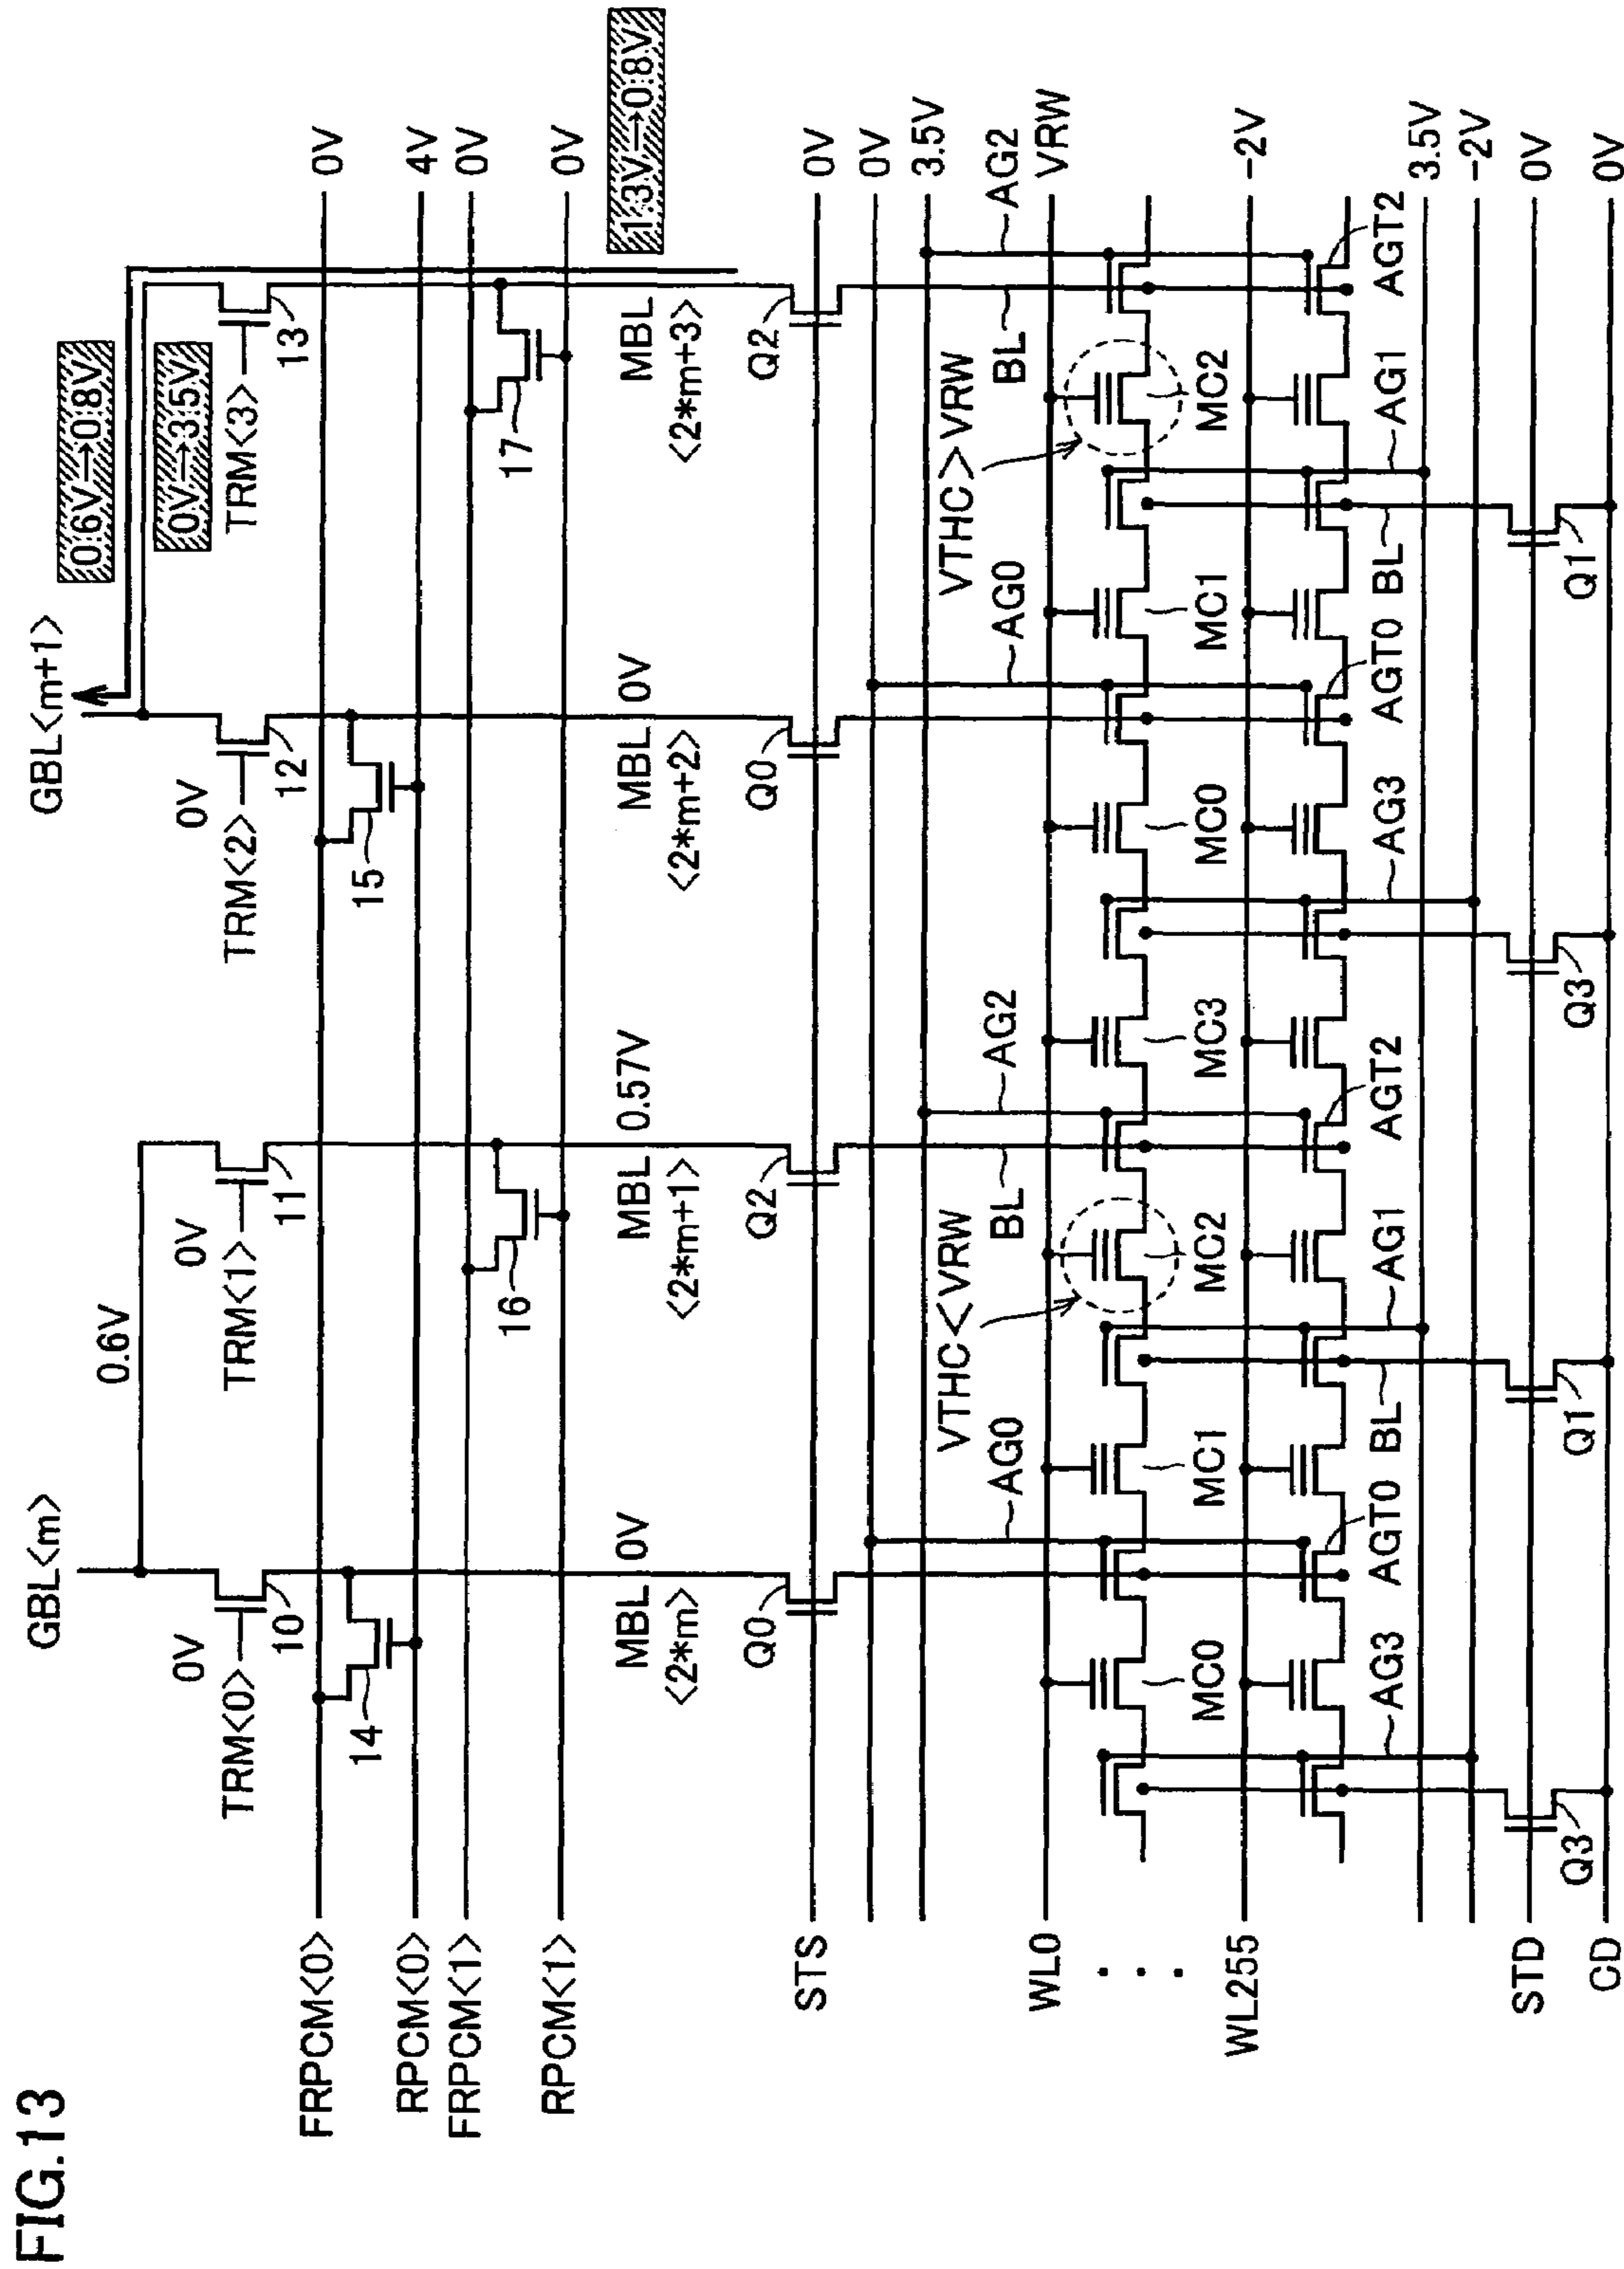 FIG.13
GBL<m> GBL<m+1>
0.6V→0.8V
0.6V
0V 0V 0V 0V→3.5V
TRM<0> TRM<1> TRM<2> TRM<3>
10 11 12 13
FRPCM<0> 0V
14 15
RPCM<0> 4V
FRPCM<1> 0V
16 17
RPCM<1> 0V
MBL 0V MBL 0.57V MBL 0V MBL 1.3V→0.8V
<2*m> <2*m+1> <2*m+2> <2*m+3>
Q0 Q2 Q0 Q2
STS 0V
0V
3.5V
VTHC<VRW VTHC>VRW
AG0 BL AG2 AG0 BL AG2
WL0 VRW
MC0 MC1 MC2 MC3 MC0 MC1 MC2
WL255 -2V
AG3 AGT0 BL AG1 AGT2 AG3 AGT0 BL AG1 AGT2
3.5V
-2V
STD 0V
Q3 Q1 Q3 Q1
CD 0V